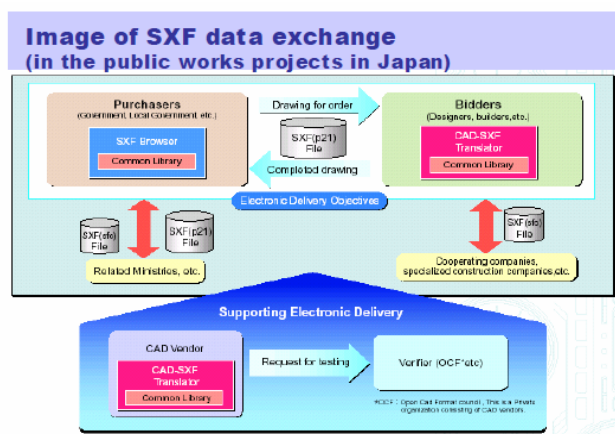 Image of SXF data exchange
(in the public works projects in Japan)
Purchasers
(Government, Local Government, etc.)
SXF Browser
Common Library
Drawing for order
SXF(p21)
File
Completed drawing
Bidders
(Designers, builders,etc.)
CAD-SXF
Translator
Common Library
Electronic Delivery Objectives
SXF(sfc)
File
SXF(p21)
File
SXF(sfc)
File
Related Ministries, etc.
Cooperating companies,
specialized construction companies,etc.
Supporting Electronic Delivery
CAD Vendor
CAD-SXF
Translator
Common Library
Request for testing
Verifier (OCF*etc)
*OCF : Open Cad Format council, This is a Private
organization consisting of CAD vendors.